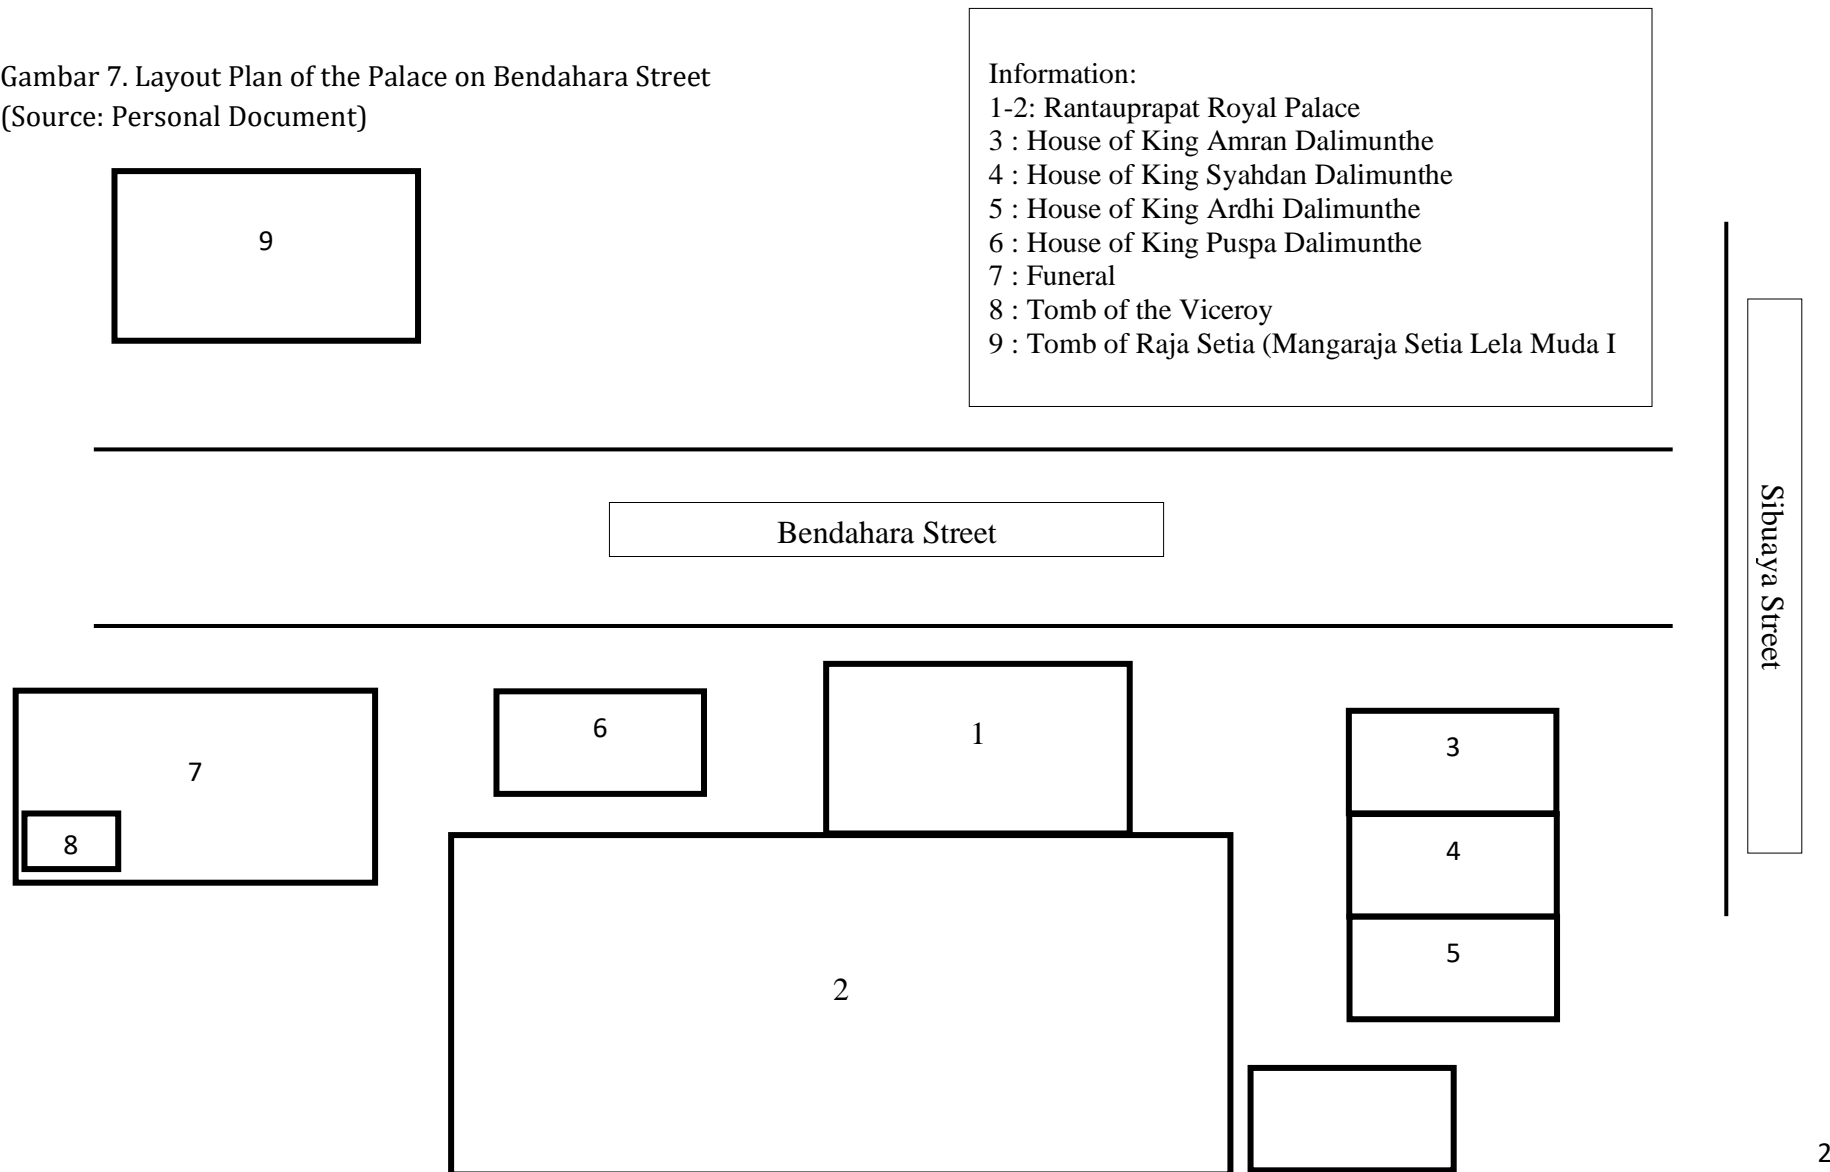 Gambar 7. Layout Plan of the Palace on Bendahara Street
(Source: Personal Document)
Information:
1-2: Rantauprapat Royal Palace
3 : House of King Amran Dalimunthe
4 : House of King Syahdan Dalimunthe
5 : House of King Ardhi Dalimunthe
6 : House of King Puspa Dalimunthe
7 : Funeral
8 : Tomb of the Viceroy
9 : Tomb of Raja Setia (Mangaraja Setia Lela Muda I
9
Bendahara Street
Sibuaya Street
6
1
3
7
8
4
5
2
2